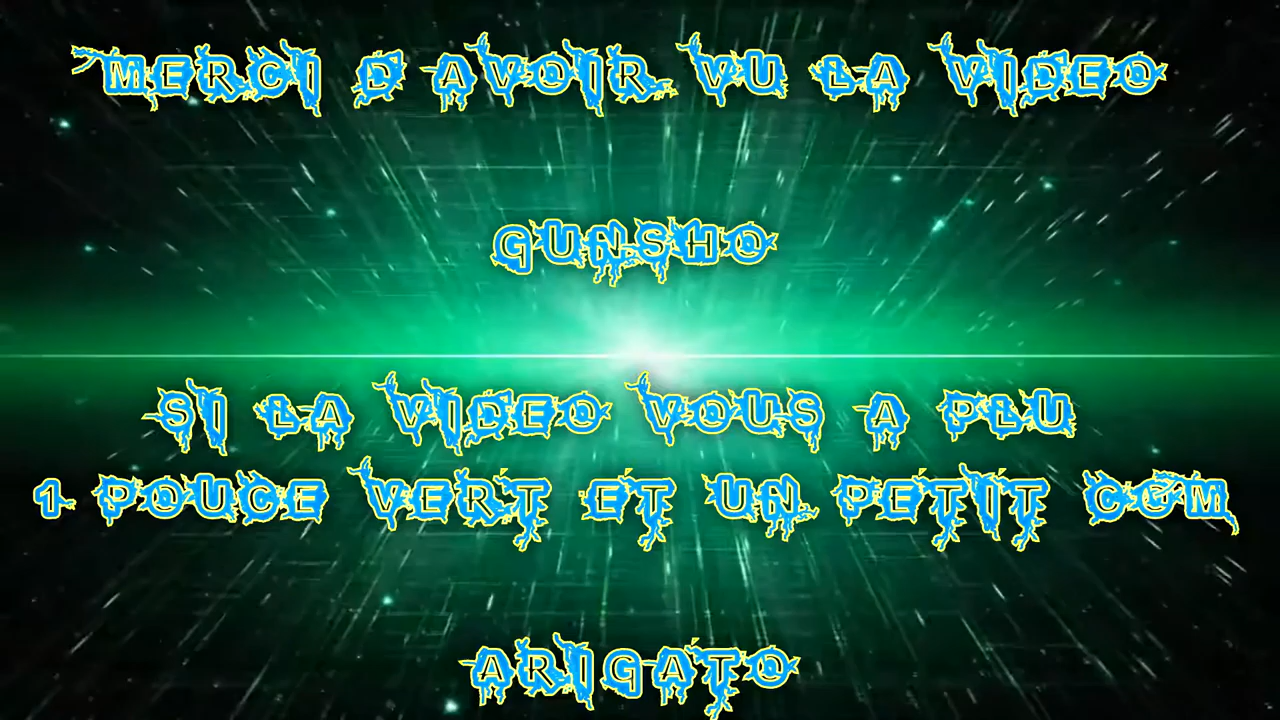 MERCI D AVOIR VU LA VIDEO
GUNSHO
SI LA VIDEO VOUS A PLU
1 POUCE VERT ET UN PETIT COM
ARIGATO